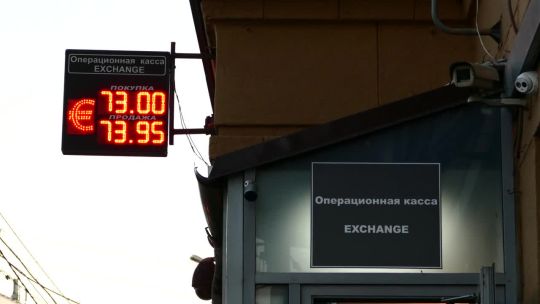 Операционная касса
EXCHANGE
ПОКУПКА
€ 73.00
ПРОДАЖА
73.95
Операционная касса
EXCHANGE